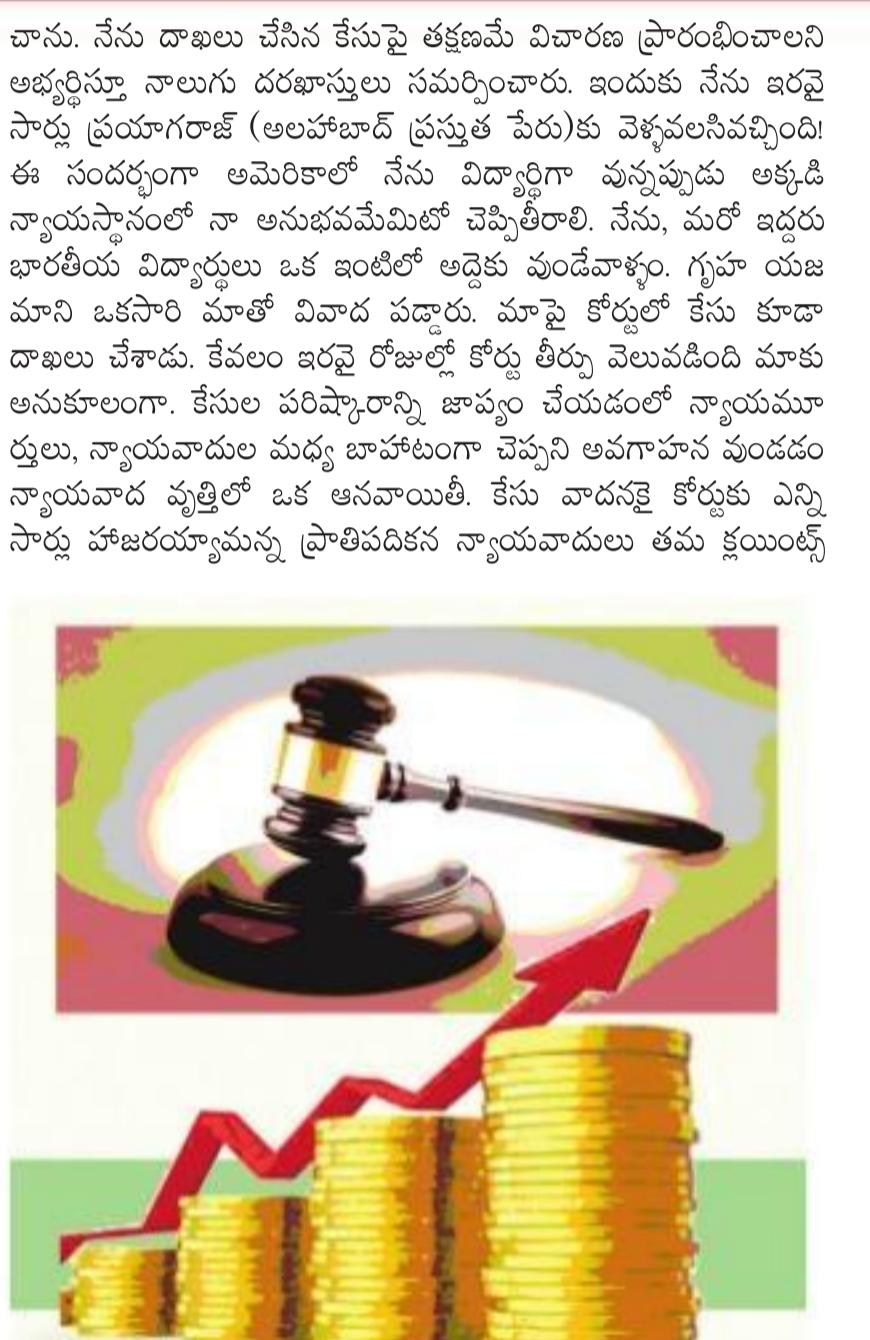 చాను. నేను దాఖలు చేసిన కేసుపై తక్షణమే విచారణ ప్రారంభించాలని
అభ్యర్థిస్తూ నాలుగు దరఖాస్తులు సమర్పించారు. ఇందుకు నేను ఇరవై
సార్లు ప్రయాగరాజ్ (అలహాబాద్ ప్రస్తుత పేరు)కు వెళ్ళవలసివచ్చింది!
ఈ సందర్భంగా అమెరికాలో నేను విద్యార్థిగా వున్నప్పుడు అక్కడి
న్యాయస్థానంలో నా అనుభవమేమిటో చెప్పితీరాలి. నేను, మరో ఇద్దరు
భారతీయ విద్యార్థులు ఒక ఇంటిలో అద్దెకు వుండేవాళ్ళం. గృహ యజ
మాని ఒకసారి మాతో వివాద పడ్డారు. మాపై కోర్టులో కేసు కూడా
దాఖలు చేశాడు. కేవలం ఇరవై రోజుల్లో కోర్టు తీర్పు వెలువడింది మాకు
అనుకూలంగా. కేసుల పరిష్కారాన్ని జాప్యం చేయడంలో న్యాయమూ
ర్తులు, న్యాయవాదుల మధ్య బాహాటంగా చెప్పని అవగాహన వుండడం
న్యాయవాద వృత్తిలో ఒక ఆనవాయితీ. కేసు వాదనకై కోర్టుకు ఎన్ని
సార్లు హాజరయ్యామన్న ప్రాతిపదికన న్యాయవాదులు తమ క్లయింట్స్